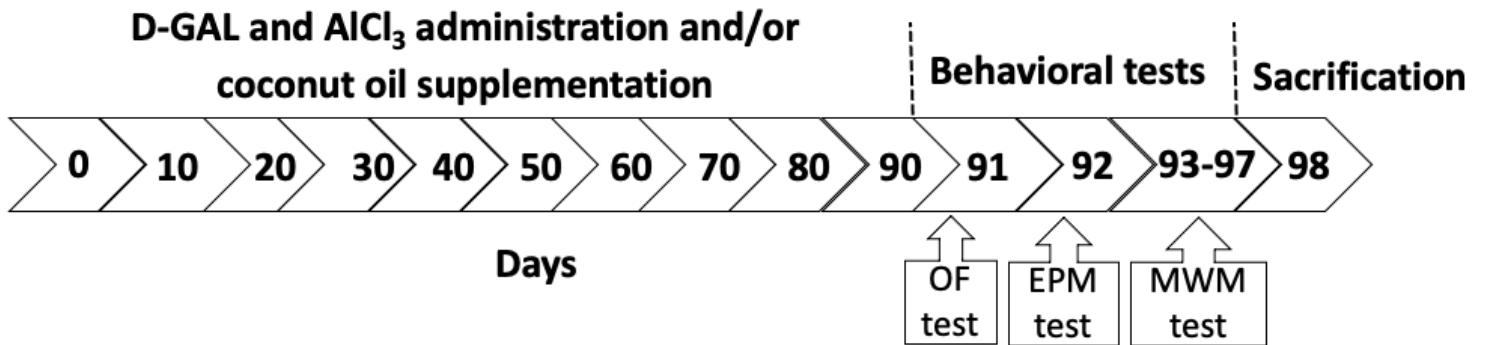 D-GAL and AlCl₃ administration and/or
coconut oil supplementation
Behavioral tests
Sacrification
0 10 20 30 40 50 60 70 80 90 91 92 93-97 98
Days
OF
test
EPM
test
MWM
test